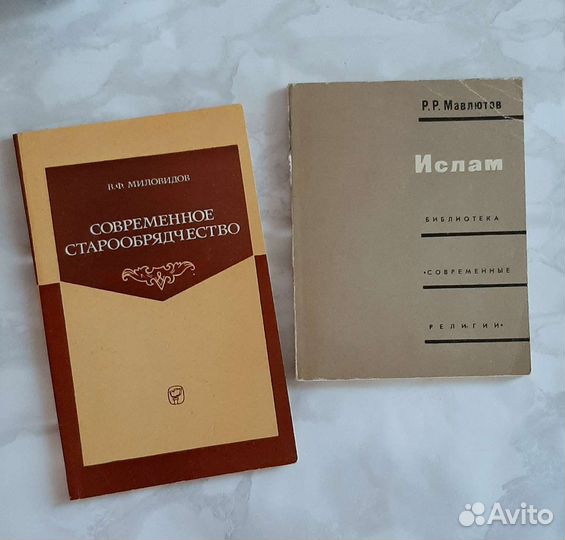 В.Ф. МИЛОВИДОВ
СОВРЕМЕННОЕ
СТАРООБРЯДЧЕСТВО
Р.Р. Мавлютов
Ислам
БИБЛИОТЕКА
«СОВРЕМЕННЫЕ
РЕЛИГИИ»
Avito